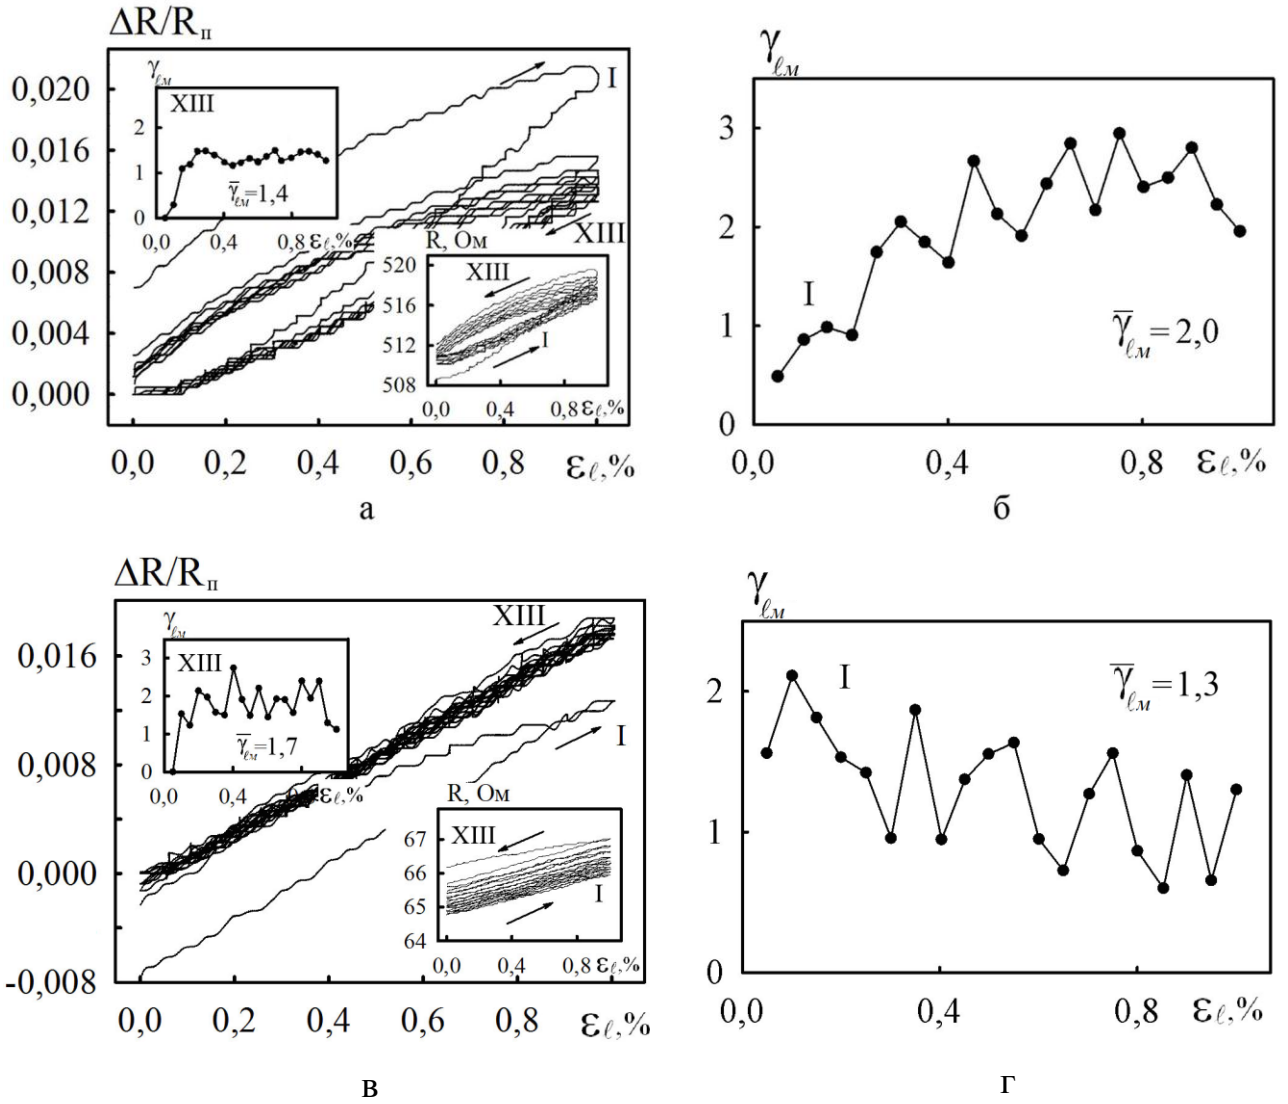 ΔR/Rп
0,020
0,016
0,012
0,008
0,004
0,000
0,0 0,2 0,4 0,6 0,8 εℓ,%
I
XIII
γℓм
XIII
2
1
0
γ̅ℓм=1,4
0,0 0,4 0,8 εℓ,%
R, Ом
520
516
512
508
XIII
I
0,0 0,4 0,8 εℓ,%
а
γℓм
3
2
1
0
I
γ̅ℓм=2,0
0,0 0,4 0,8 εℓ,%
б
ΔR/Rп
0,016
0,008
0,000
-0,008
0,0 0,2 0,4 0,6 0,8 εℓ,%
XIII
I
γℓм
XIII
3
2
1
0
γ̅ℓм=1,7
0,0 0,4 εℓ,%
R, Ом
67
66
65
64
XIII
I
0,0 0,4 0,8 εℓ,%
в
γℓм
2
1
0
I
γ̅ℓм=1,3
0,0 0,4 0,8 εℓ,%
г